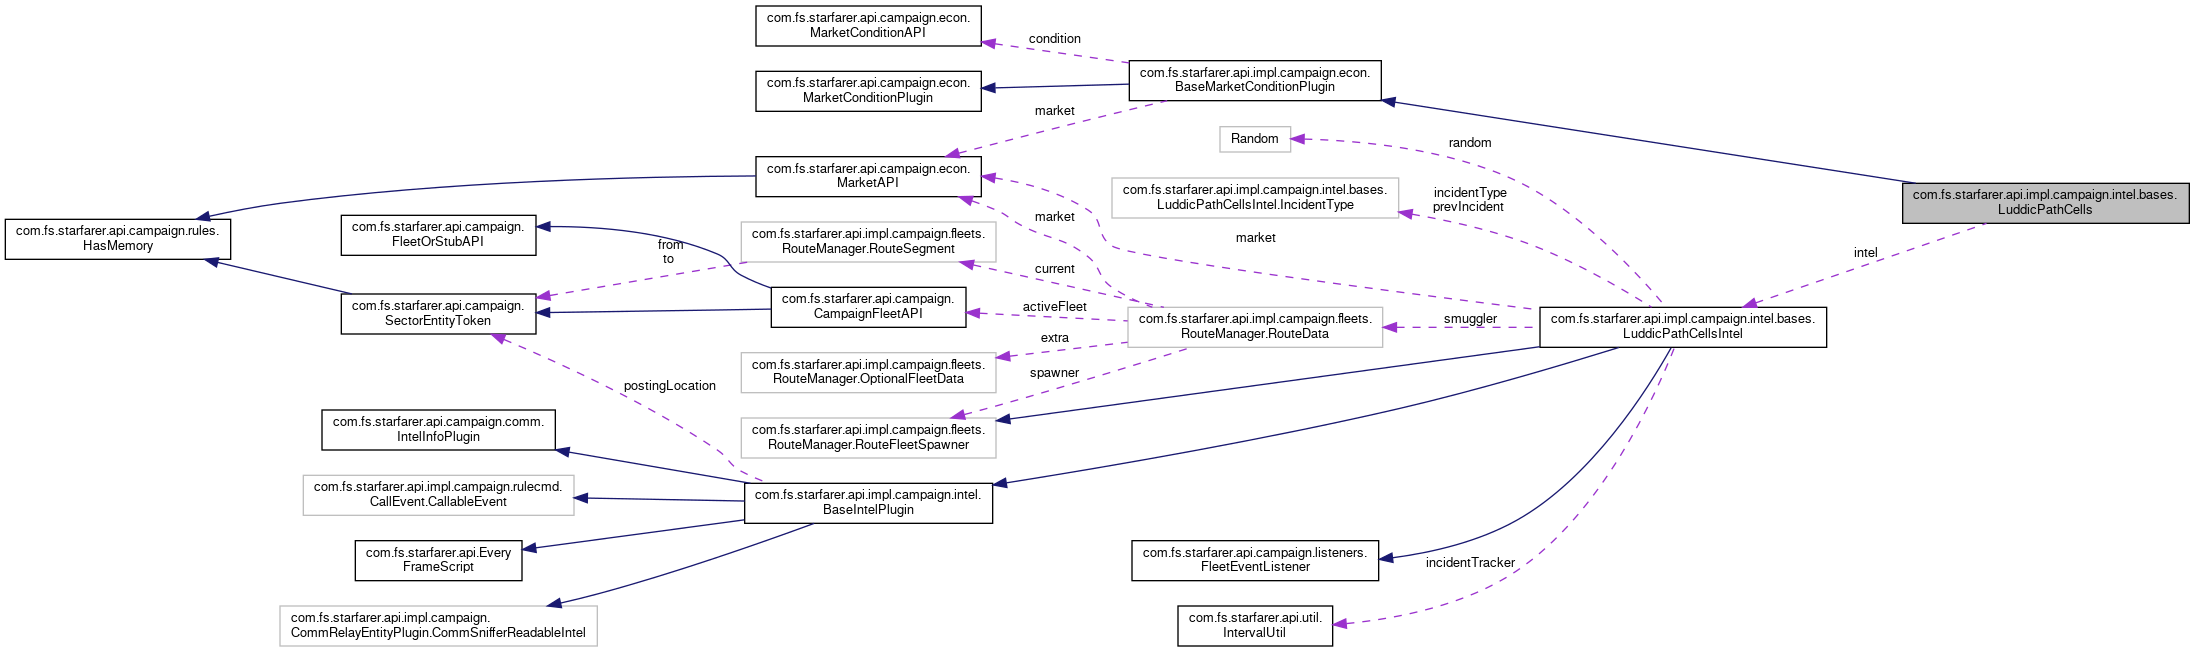 com.fs.starfarer.api.campaign.econ.
MarketConditionAPI
condition
com.fs.starfarer.api.impl.campaign.econ.
BaseMarketConditionPlugin
com.fs.starfarer.api.campaign.econ.
MarketConditionPlugin
market
Random
random
com.fs.starfarer.api.campaign.econ.
MarketAPI
com.fs.starfarer.api.impl.campaign.intel.bases.
LuddicPathCellsIntel.IncidentType
incidentType
prevIncident
com.fs.starfarer.api.impl.campaign.intel.bases.
LuddicPathCells
com.fs.starfarer.api.campaign.rules.
HasMemory
com.fs.starfarer.api.campaign.
FleetOrStubAPI
from
to
com.fs.starfarer.api.impl.campaign.fleets.
RouteManager.RouteSegment
market
market
intel
current
com.fs.starfarer.api.campaign.
SectorEntityToken
com.fs.starfarer.api.campaign.
CampaignFleetAPI
activeFleet
com.fs.starfarer.api.impl.campaign.fleets.
RouteManager.RouteData
smuggler
com.fs.starfarer.api.impl.campaign.intel.bases.
LuddicPathCellsIntel
extra
com.fs.starfarer.api.impl.campaign.fleets.
RouteManager.OptionalFleetData
spawner
postingLocation
com.fs.starfarer.api.impl.campaign.fleets.
RouteManager.RouteFleetSpawner
com.fs.starfarer.api.campaign.comm.
IntelInfoPlugin
com.fs.starfarer.api.impl.campaign.rulecmd.
CallEvent.CallableEvent
com.fs.starfarer.api.impl.campaign.intel.
BaseIntelPlugin
com.fs.starfarer.api.Every
FrameScript
com.fs.starfarer.api.campaign.listeners.
FleetEventListener
incidentTracker
com.fs.starfarer.api.impl.campaign.
CommRelayEntityPlugin.CommSnifferReadableIntel
com.fs.starfarer.api.util.
IntervalUtil